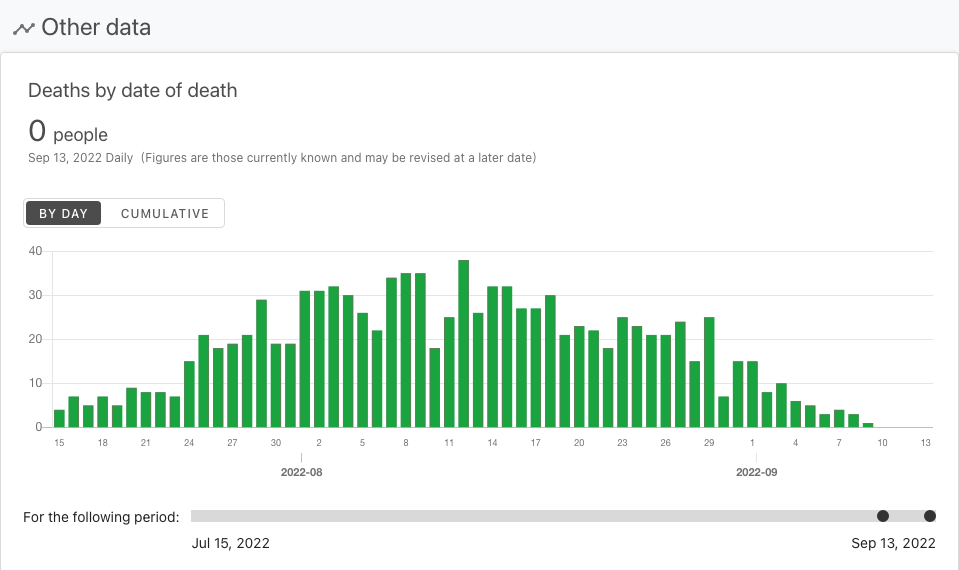 Other data
Deaths by date of death
0 people
Sep 13, 2022 Daily (Figures are those currently known and may be revised at a later date)
BY DAY CUMULATIVE
40
30
20
10
0
15 18 21 24 27 30 2 5 8 11 14 17 20 23 26 29 1 4 7 10 13
2022-08 2022-09
For the following period:
Jul 15, 2022 Sep 13, 2022